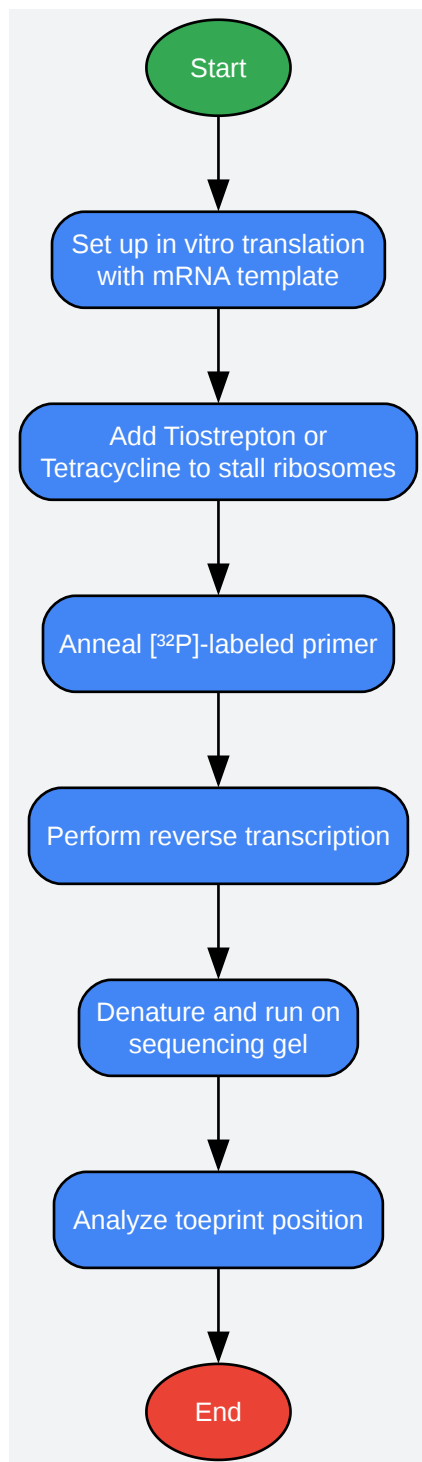 Start
Set up in vitro translation
with mRNA template
Add Tiostrepton or
Tetracycline to stall ribosomes
Anneal [³²P]-labeled primer
Perform reverse transcription
Denature and run on
sequencing gel
Analyze toeprint position
End